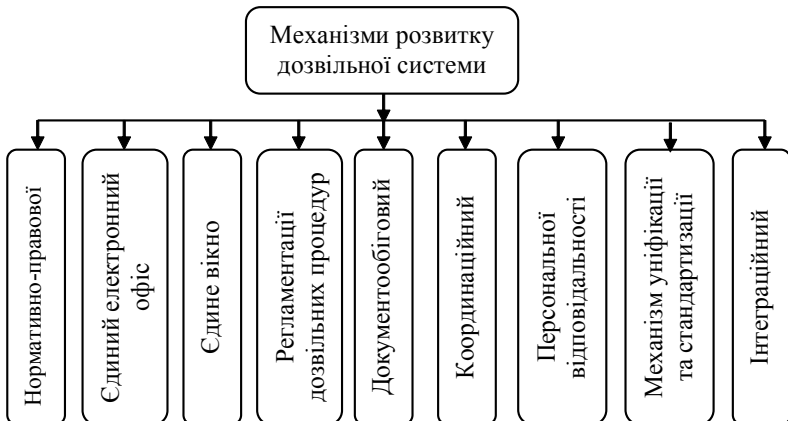 Механізми розвитку
дозвільної системи
Нормативно-правової
Єдиний електронний
офіс
Єдине вікно
Регламентації
дозвільних процедур
Документообіговий
Координаційний
Персональної
відповідальності
Механізм уніфікації
та стандартизації
Інтеграційний